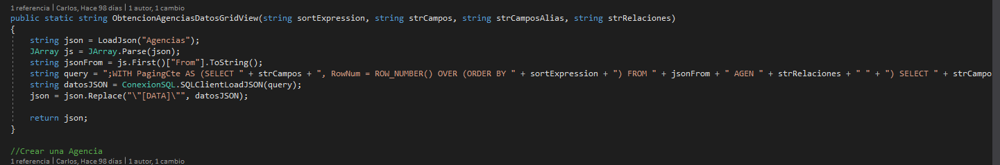 1 referencia | Carlos, Hace 98 días | 1 autor, 1 cambio
public static string ObtencionAgenciasDatosGridView(string sortExpression, string strCampos, string strCamposAlias, string strRelaciones)
{
string json = LoadJson("Agencias");
JArray js = JArray.Parse(json);
string jsonFrom = js.First()["From"].ToString();
string query = ";WITH PagingCte AS (SELECT " + strCampos + ", RowNum = ROW_NUMBER() OVER (ORDER BY " + sortExpression + ") FROM " + jsonFrom + " AGEN " + strRelaciones + " " + ") SELECT " + strCampo
string datosJSON = ConexionSQL.SQLClientLoadJSON(query);
json = json.Replace("\"[DATA]\"", datosJSON);
return json;
}
//Crear una Agencia
1 referencia | Carlos, Hace 98 días | 1 autor, 1 cambio